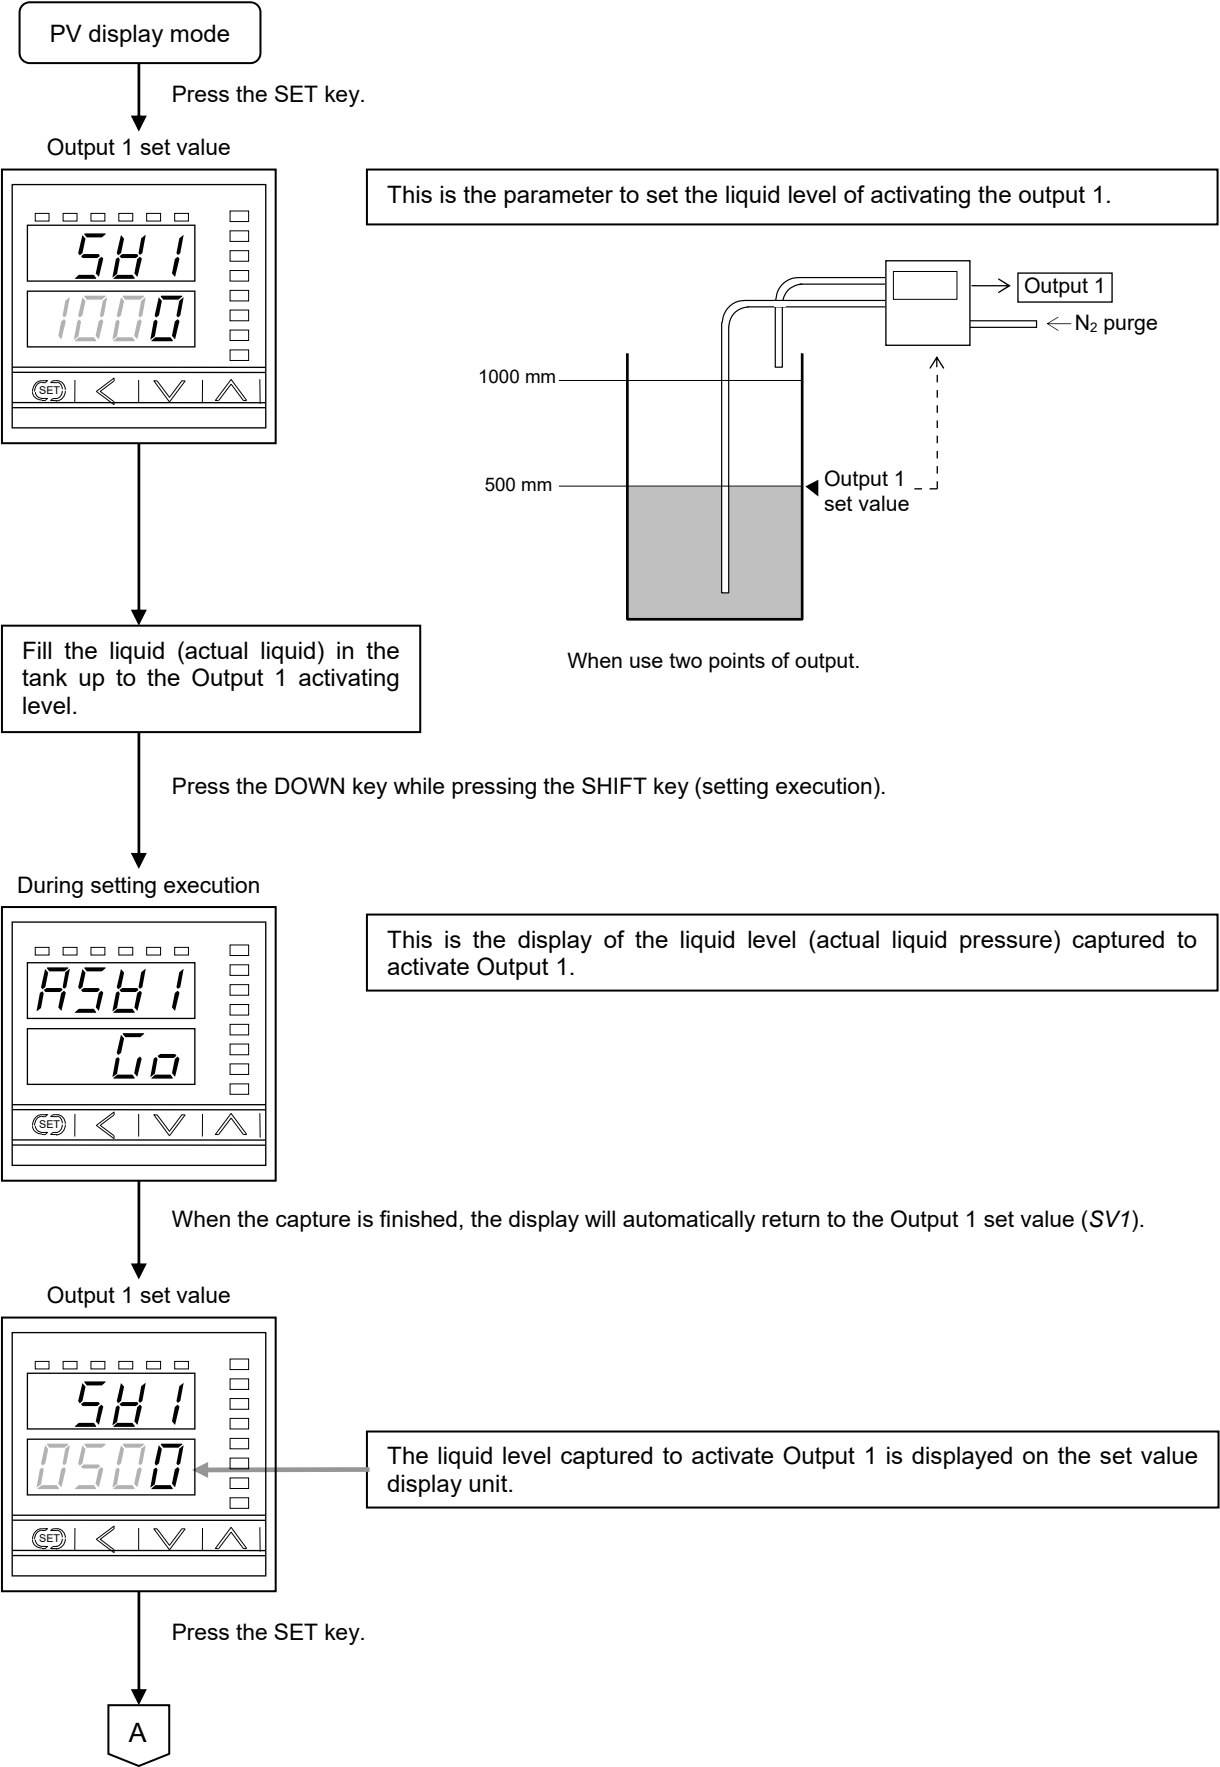 PV display mode
Press the SET key.
Output 1 set value
This is the parameter to set the liquid level of activating the output 1.
SV1
1000
SET
Output 1
N₂ purge
1000 mm
500 mm
Output 1
set value
When use two points of output.
Fill the liquid (actual liquid) in the
tank up to the Output 1 activating
level.
Press the DOWN key while pressing the SHIFT key (setting execution).
During setting execution
This is the display of the liquid level (actual liquid pressure) captured to
activate Output 1.
ASV1
Go
SET
When the capture is finished, the display will automatically return to the Output 1 set value (SV1).
Output 1 set value
SV1
0500
The liquid level captured to activate Output 1 is displayed on the set value
display unit.
SET
Press the SET key.
A